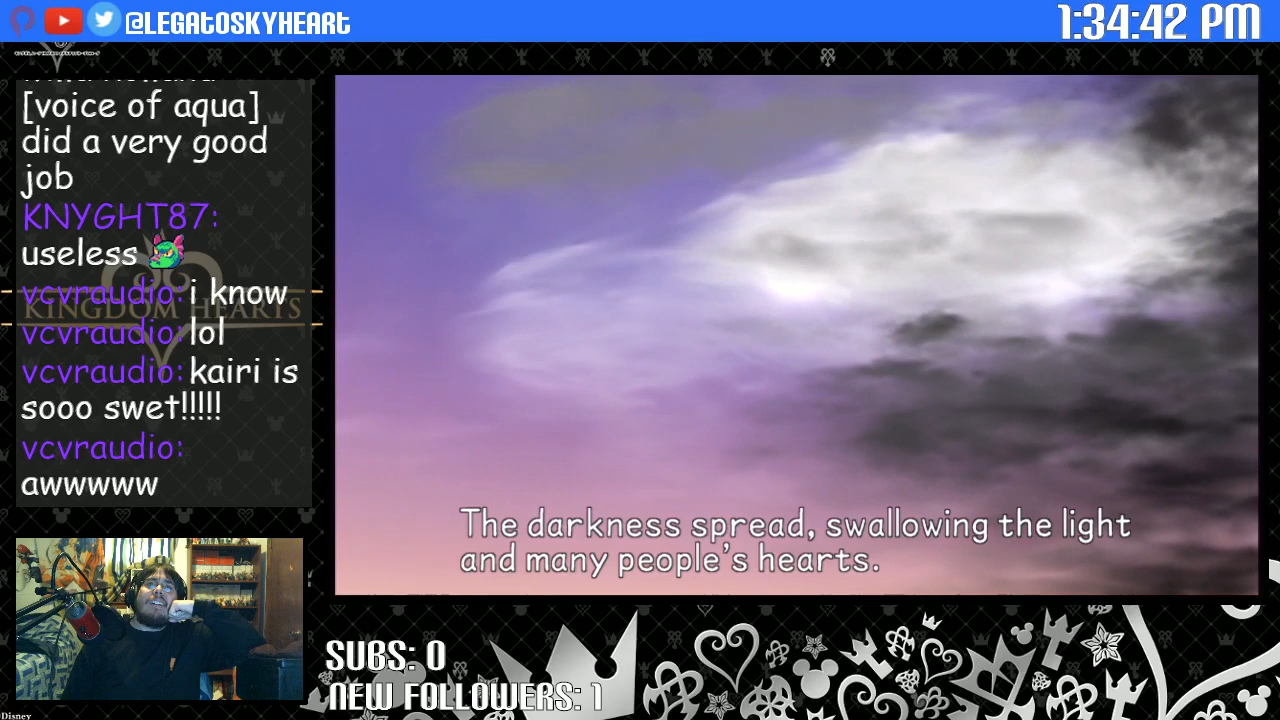 @LEGATOSKYHEART
1:34:42 PM
[voice of aqua]
did a very good
job
KNYGHT87:
useless
vcvraudio: i know
KINGDOM HEARTS
vcvraudio: lol
vcvraudio: kairi is
sooo swet!!!!!
vcvraudio:
awwwww
The darkness spread, swallowing the light
and many people's hearts.
SUBS: 0
NEW FOLLOWERS: 1
Disney